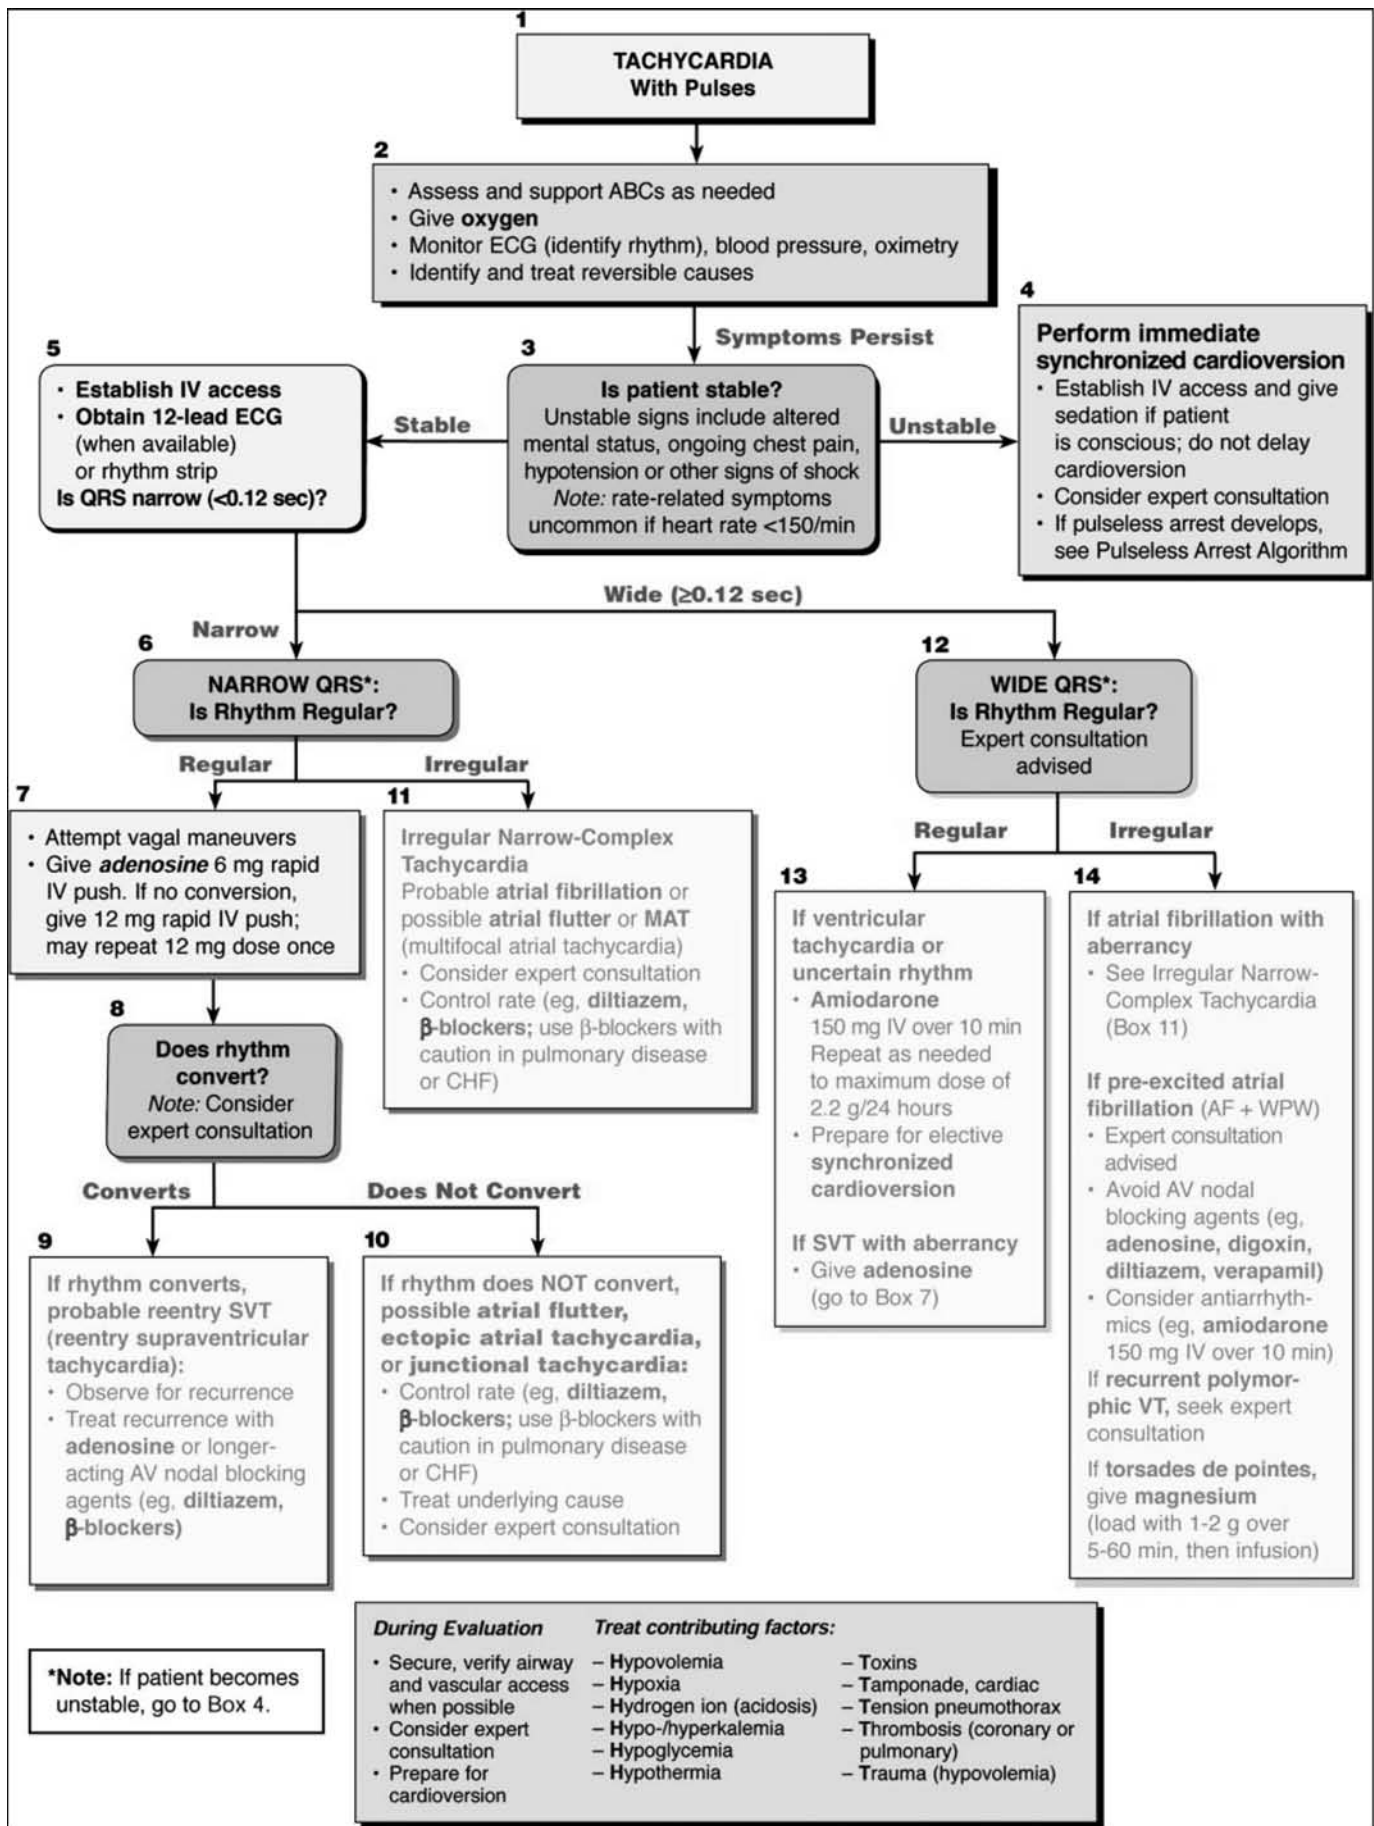 1
TACHYCARDIA
With Pulses
2
• Assess and support ABCs as needed
• Give oxygen
• Monitor ECG (identify rhythm), blood pressure, oximetry
• Identify and treat reversible causes
Symptoms Persist
3
Is patient stable?
Unstable signs include altered
mental status, ongoing chest pain,
hypotension or other signs of shock
Note: rate-related symptoms
uncommon if heart rate <150/min
Stable
Unstable
4
Perform immediate
synchronized cardioversion
• Establish IV access and give
sedation if patient
is conscious; do not delay
cardioversion
• Consider expert consultation
• If pulseless arrest develops,
see Pulseless Arrest Algorithm
5
• Establish IV access
• Obtain 12-lead ECG
(when available)
or rhythm strip
Is QRS narrow (<0.12 sec)?
Narrow
Wide (≥0.12 sec)
6
NARROW QRS*:
Is Rhythm Regular?
Regular
Irregular
7
• Attempt vagal maneuvers
• Give adenosine 6 mg rapid
IV push. If no conversion,
give 12 mg rapid IV push;
may repeat 12 mg dose once
8
Does rhythm
convert?
Note: Consider
expert consultation
Converts
Does Not Convert
9
If rhythm converts,
probable reentry SVT
(reentry supraventricular
tachycardia):
• Observe for recurrence
• Treat recurrence with
adenosine or longer-
acting AV nodal blocking
agents (eg, diltiazem,
β-blockers)
10
If rhythm does NOT convert,
possible atrial flutter,
ectopic atrial tachycardia,
or junctional tachycardia:
• Control rate (eg, diltiazem,
β-blockers; use β-blockers with
caution in pulmonary disease
or CHF)
• Treat underlying cause
• Consider expert consultation
11
Irregular Narrow-Complex
Tachycardia
Probable atrial fibrillation or
possible atrial flutter or MAT
(multifocal atrial tachycardia)
• Consider expert consultation
• Control rate (eg, diltiazem,
β-blockers; use β-blockers with
caution in pulmonary disease
or CHF)
12
WIDE QRS*:
Is Rhythm Regular?
Expert consultation
advised
Regular
Irregular
13
If ventricular
tachycardia or
uncertain rhythm
• Amiodarone
150 mg IV over 10 min
Repeat as needed
to maximum dose of
2.2 g/24 hours
• Prepare for elective
synchronized
cardioversion
If SVT with aberrancy
• Give adenosine
(go to Box 7)
14
If atrial fibrillation with
aberrancy
• See Irregular Narrow-
Complex Tachycardia
(Box 11)
If pre-excited atrial
fibrillation (AF + WPW)
• Expert consultation
advised
• Avoid AV nodal
blocking agents (eg,
adenosine, digoxin,
diltiazem, verapamil)
• Consider antiarrhyth-
mics (eg, amiodarone
150 mg IV over 10 min)
If recurrent polymor-
phic VT, seek expert
consultation
If torsades de pointes,
give magnesium
(load with 1-2 g over
5-60 min, then infusion)
*Note: If patient becomes
unstable, go to Box 4.
During Evaluation
• Secure, verify airway
and vascular access
when possible
• Consider expert
consultation
• Prepare for
cardioversion
Treat contributing factors:
– Hypovolemia
– Hypoxia
– Hydrogen ion (acidosis)
– Hypo-/hyperkalemia
– Hypoglycemia
– Hypothermia
– Toxins
– Tamponade, cardiac
– Tension pneumothorax
– Thrombosis (coronary or
pulmonary)
– Trauma (hypovolemia)